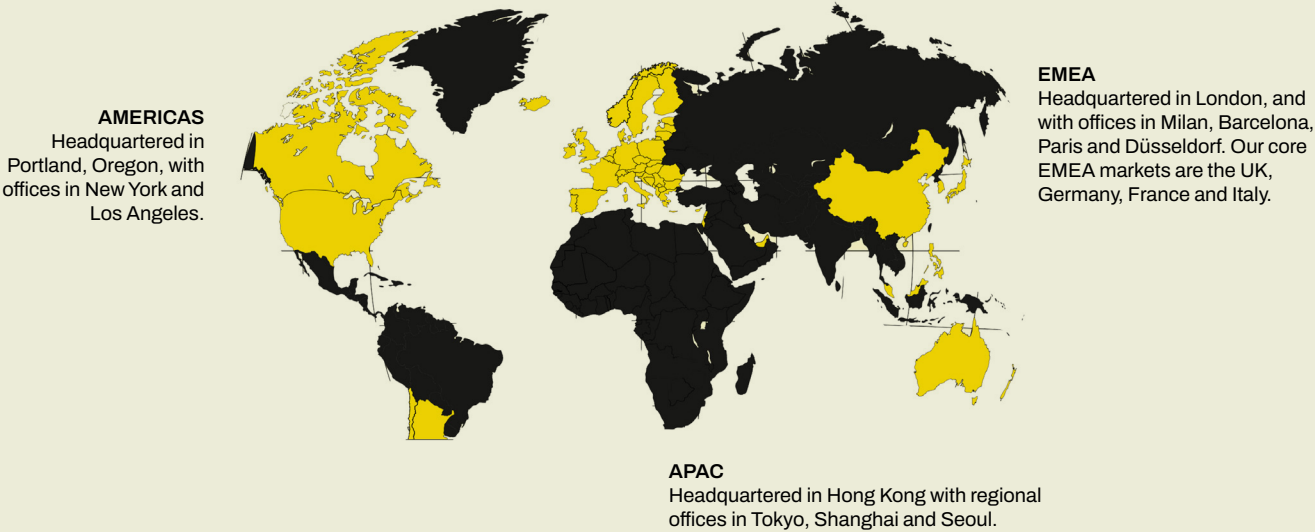 AMERICAS
Headquartered in
Portland, Oregon, with
offices in New York and
Los Angeles.
EMEA
Headquartered in London, and
with offices in Milan, Barcelona,
Paris and Düsseldorf. Our core
EMEA markets are the UK,
Germany, France and Italy.
APAC
Headquartered in Hong Kong with regional
offices in Tokyo, Shanghai and Seoul.